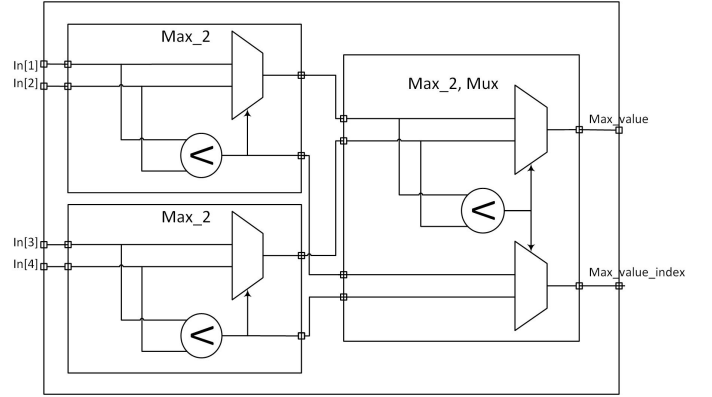 Max_2
In[1]
In[2]
<
Max_2, Mux
Max_value
<
Max_2
In[3]
In[4]
Max_value_index
<